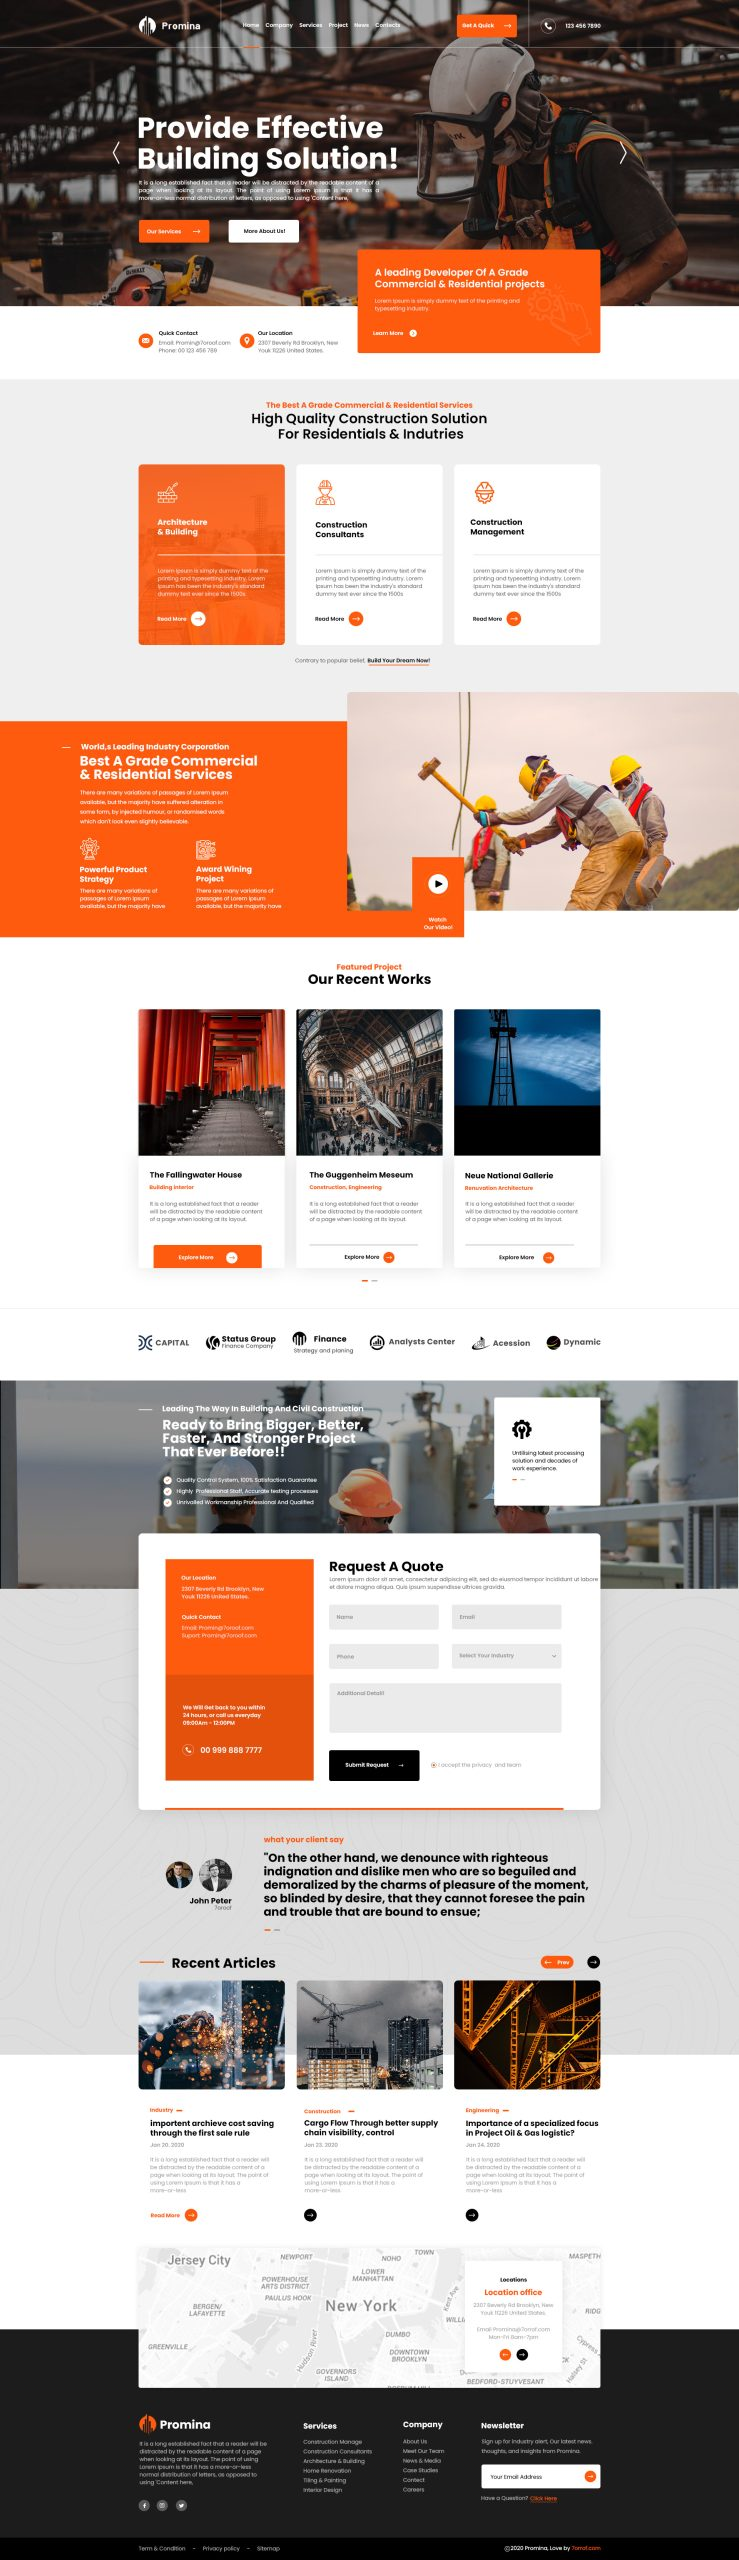 Promina
Home Company Services Project News Contacts
Get A Quick
123 456 7890
Provide Effective
Building Solution!
It is a long established fact that a reader will be distracted by the readable content of a
page when looking at its layout. The point of using Lorem Ipsum is that it has a
more-or-less normal distribution of letters, as opposed to using 'Content here,
Our Services
More About Us!
A leading Developer Of A Grade
Commercial & Residential projects
Lorem Ipsum is simply dummy text of the printing and
typesetting industry.
Learn More
Quick Contact
Email: Promin@7oroof.com
Phone: 00 123 456 789
Our Location
2307 Beverly Rd Brooklyn, New
Youk 11226 United States.
The Best A Grade Commercial & Residential Services
High Quality Construction Solution
For Residentials & Indutries
Architecture
& Building
Lorem Ipsum is simply dummy text of the
printing and typesetting industry. Lorem
Ipsum has been the industry's standard
dummy text ever since the 1500s
Read More
Construction
Consultants
Lorem Ipsum is simply dummy text of the
printing and typesetting industry. Lorem
Ipsum has been the industry's standard
dummy text ever since the 1500s
Read More
Construction
Management
Lorem Ipsum is simply dummy text of the
printing and typesetting industry. Lorem
Ipsum has been the industry's standard
dummy text ever since the 1500s
Read More
Contrary to popular belief, Build Your Dream Now!
World,s Leading Industry Corporation
Best A Grade Commercial
& Residential Services
There are many variations of passages of Lorem Ipsum
available, but the majority have suffered alteration in
some form, by injected humour, or randomised words
which don't look even slightly believable.
Powerful Product
Strategy
There are many variations of
passages of Lorem Ipsum
available, but the majority have
Award Wining
Project
There are many variations of
passages of Lorem Ipsum
available, but the majority have
Watch
Our Video!
Featured Project
Our Recent Works
The Fallingwater House
Building interior
It is a long established fact that a reader
will be distracted by the readable content
of a page when looking at its layout.
Explore More
The Guggenheim Meseum
Construction, Engineering
It is a long established fact that a reader
will be distracted by the readable content
of a page when looking at its layout.
Explore More
Neue National Gallerie
Renuvation Architecture
It is a long established fact that a reader
will be distracted by the readable content
of a page when looking at its layout.
Explore More
CAPITAL
Status Group
Finance Company
Finance
Strategy and planing
Analysts Center
Acession
Dynamic
Leading The Way In Building And Civil Construction
Ready to Bring Bigger, Better,
Faster, And Stronger Project
That Ever Before!!
Quality Control System, 100% Satisfaction Guarantee
Highly Professional Staff, Accurate testing processes
Unrivalled Workmanship Professional And Qualified
Untilising latest processing
solution and decades of
work experience.
Our Location
2307 Beverly Rd Brooklyn, New
Youk 11226 United States.
Quick Contact
Email: Promin@7oroof.com
Suport: Promin@7oroof.com
We Will Get back to you within
24 hours, or call us everyday
09:00Am - 12:00PM
00 999 888 7777
Request A Quote
Lorem ipsum dolor sit amet, consectetur adipiscing elit, sed do eiusmod tempor incididunt ut labore
et dolore magna aliqua. Quis ipsum suspendisse ultrices gravida.
Name
Email
Phone
Select Your Industry
Additional Detaill
Submit Request
I accept the privacy and team
what your client say
"On the other hand, we denounce with righteous
indignation and dislike men who are so beguiled and
demoralized by the charms of pleasure of the moment,
so blinded by desire, that they cannot foresee the pain
and trouble that are bound to ensue;
John Peter
7oroof
Recent Articles
Prev
Industry
importent archieve cost saving
through the first sale rule
Jan 20, 2020
It is a long established fact that a reader will
be distracted by the readable content of a
page when looking at its layout. The point of
using Lorem Ipsum is that it has a
more-or-less
Read More
Construction
Cargo Flow Through better supply
chain visibility, control
Jan 23, 2020
It is a long established fact that a reader will
be distracted by the readable content of a
page when looking at its layout. The point of
using Lorem Ipsum is that it has a
more-or-less
Engineering
Importance of a specialized focus
in Project Oil & Gas logistic?
Jan 24, 2020
It is a long established fact that a reader will
be distracted by the readable content of a
page when looking at its layout. The point of
using Lorem Ipsum is that it has a
more-or-less
Jersey City
NEWPORT
NOHO
TOWN
MASPETH
POWERHOUSE
ARTS DISTRICT
LOWER
MANHATTAN
PAULUS HOOK
BERGEN/
LAFAYETTE
New York
Kent Ave
RIDG
GREENVILLE
Hudson River
DUMBO
DOWNTOWN
BROOKLYN
GOVERNORS
ISLAND
BEDFORD-STUYVESANT
Halsey St
Cypress
Locations
Location office
2307 Beverly Rd Brooklyn, New
Youk 11226 United States.
Email: Promina@7orrof.com
Mon-Fri 8am-7pm
Promina
It is a long established fact that a reader will be
distracted by the readable content of a page
when looking at its layout. The point of using
Lorem Ipsum is that it has a more-or-less
normal distribution of letters, as opposed to
using 'Content here,
Services
Construction Manage
Construction Consultants
Architecture & Building
Home Renovation
Tiling & Painting
Interior Design
Company
About Us
Meet Our Team
News & Media
Case Studies
Contect
Careers
Newsletter
Sign up for industry alert. Our latest news.
thoughts, and insights from Promina.
Your Email Address
Have a Question? Click Here
Term & Condition - Privacy policy - Sitemap
©2020 Promina, Love by 7orrof.com